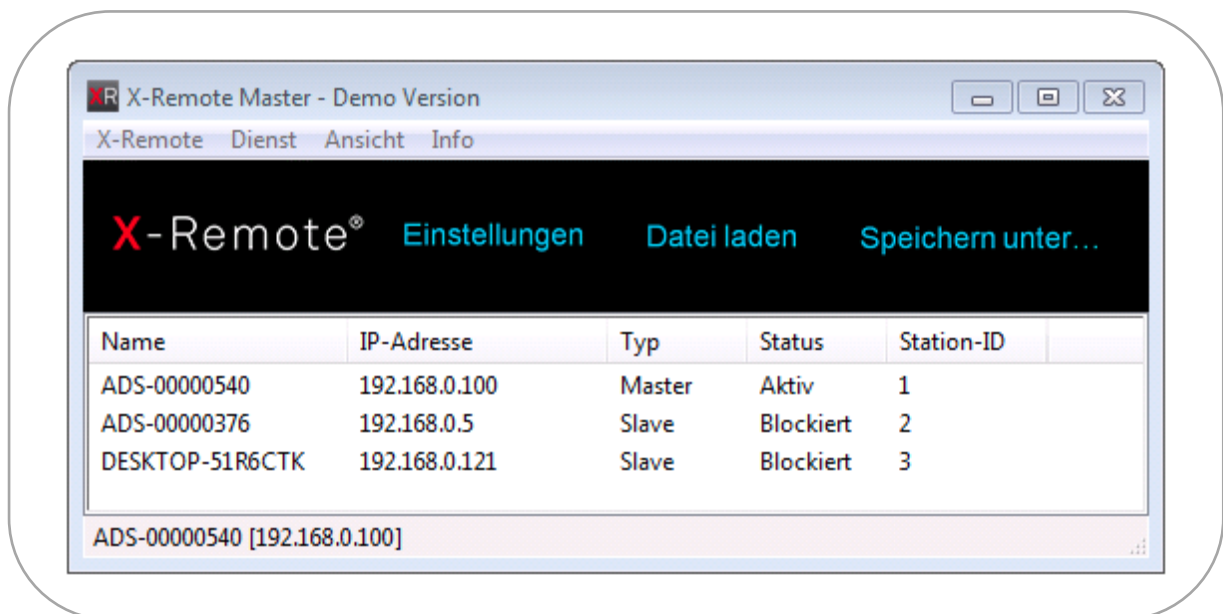 XR X-Remote Master - Demo Version
X-Remote Dienst Ansicht Info
X-Remote® Einstellungen Datei laden Speichern unter...
Name IP-Adresse Typ Status Station-ID
ADS-00000540 192.168.0.100 Master Aktiv 1
ADS-00000376 192.168.0.5 Slave Blockiert 2
DESKTOP-51R6CTK 192.168.0.121 Slave Blockiert 3
ADS-00000540 [192.168.0.100]